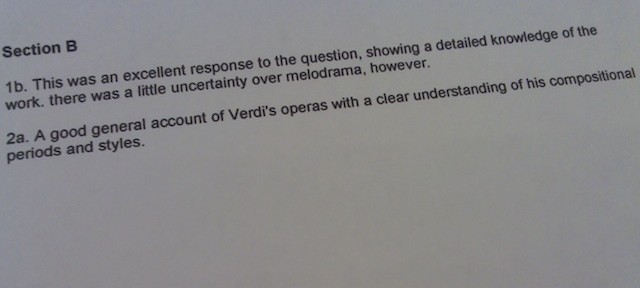 Section B
1b. This was an excellent response to the question, showing a detailed knowledge of the
work. there was a little uncertainty over melodrama, however.
2a. A good general account of Verdi's operas with a clear understanding of his compositional
periods and styles.